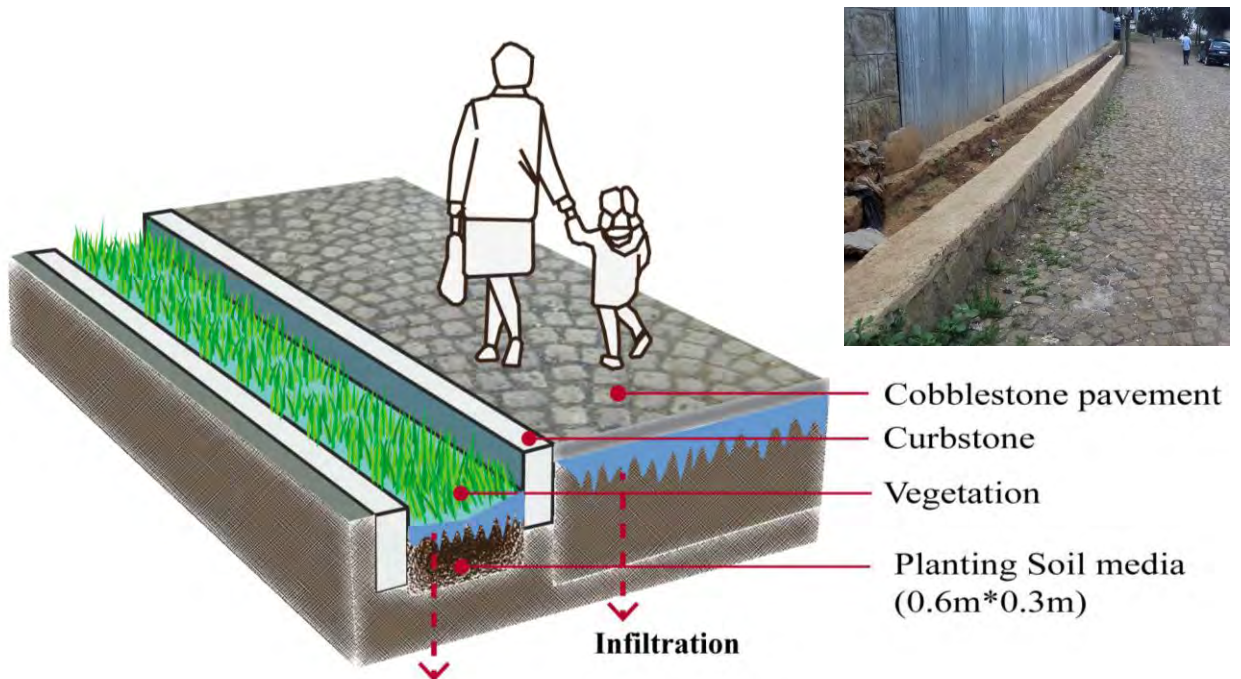 Cobblestone pavement
Curbstone
Vegetation
Planting Soil media
(0.6m*0.3m)
Infiltration